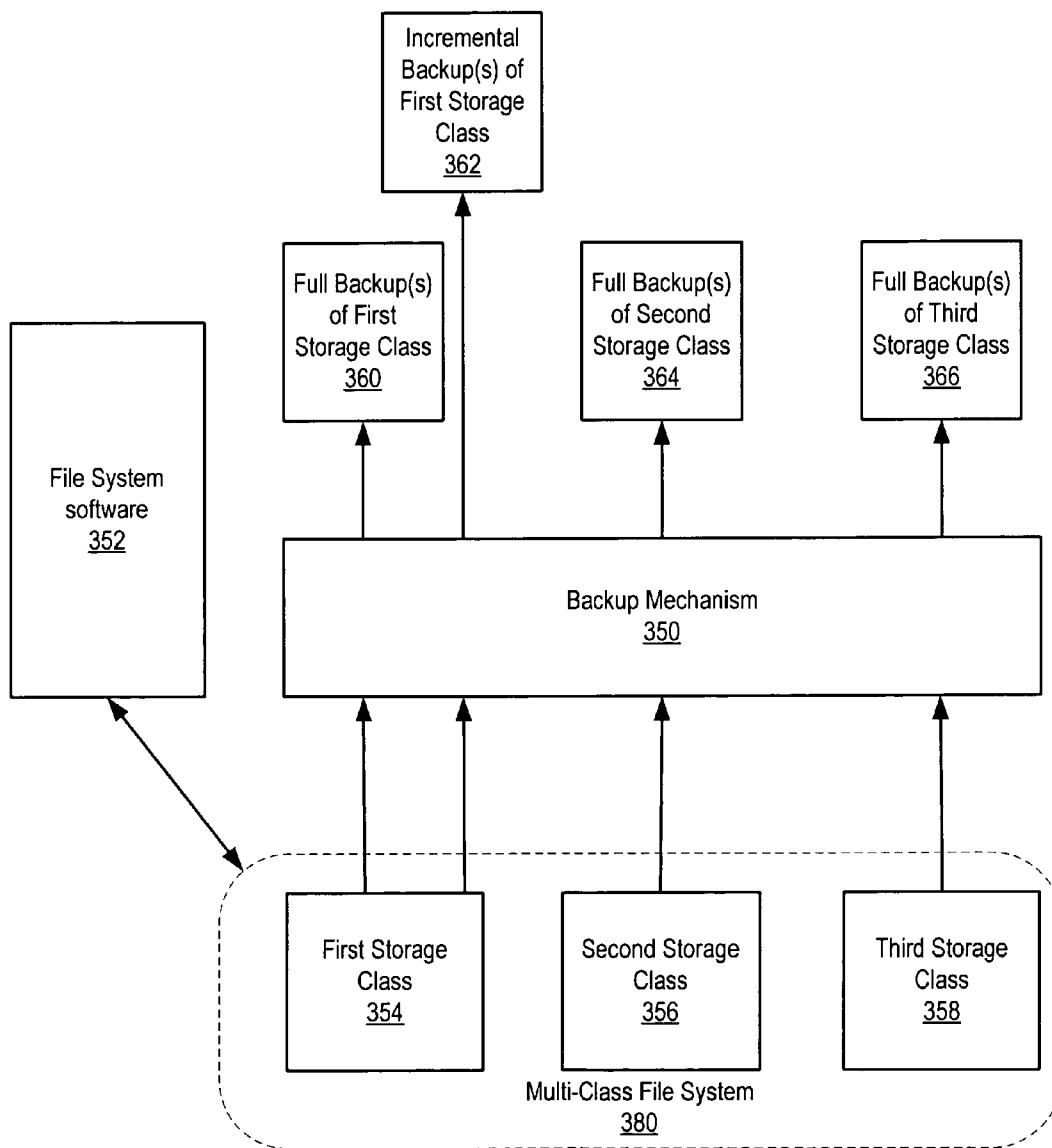 Incremental
Backup(s) of
First Storage
Class
362
Full Backup(s)
of First
Storage Class
360
Full Backup(s)
of Second
Storage Class
364
Full Backup(s)
of Third
Storage Class
366
File System
software
352
Backup Mechanism
350
First Storage
Class
354
Second Storage
Class
356
Third Storage
Class
358
Multi-Class File System
380